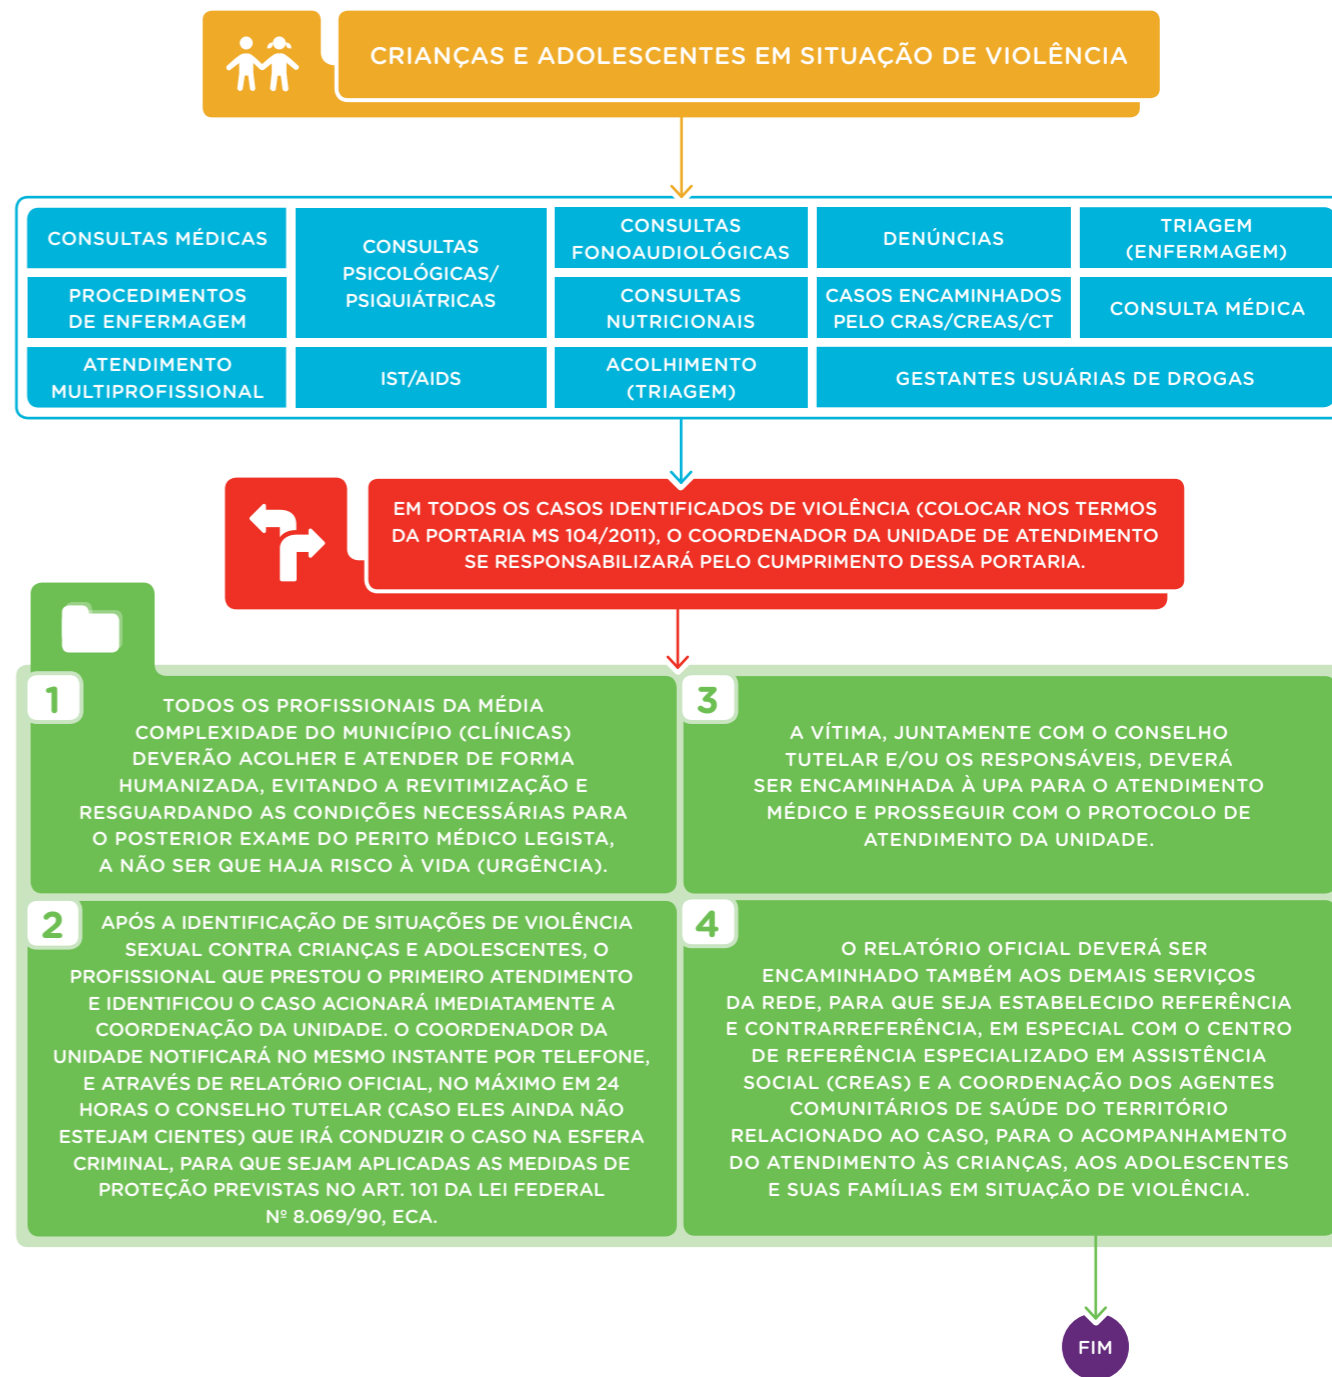 CRIANÇAS E ADOLESCENTES EM SITUAÇÃO DE VIOLÊNCIA
CONSULTAS MÉDICAS
PROCEDIMENTOS
DE ENFERMAGEM
ATENDIMENTO
MULTIPROFISSIONAL
CONSULTAS
PSICOLÓGICAS/
PSIQUIÁTRICAS
IST/AIDS
CONSULTAS
FONOAUDIOLÓGICAS
CONSULTAS
NUTRICIONAIS
ACOLHIMENTO
(TRIAGEM)
DENÚNCIAS
CASOS ENCAMINHADOS
PELO CRAS/CREAS/CT
TRIAGEM
(ENFERMAGEM)
CONSULTA MÉDICA
GESTANTES USUÁRIAS DE DROGAS
EM TODOS OS CASOS IDENTIFICADOS DE VIOLÊNCIA (COLOCAR NOS TERMOS
DA PORTARIA MS 104/2011), O COORDENADOR DA UNIDADE DE ATENDIMENTO
SE RESPONSABILIZARÁ PELO CUMPRIMENTO DESSA PORTARIA.
1
TODOS OS PROFISSIONAIS DA MÉDIA
COMPLEXIDADE DO MUNICÍPIO (CLÍNICAS)
DEVERÃO ACOLHER E ATENDER DE FORMA
HUMANIZADA, EVITANDO A REVITIMIZAÇÃO E
RESGUARDANDO AS CONDIÇÕES NECESSÁRIAS PARA
O POSTERIOR EXAME DO PERITO MÉDICO LEGISTA,
A NÃO SER QUE HAJA RISCO À VIDA (URGÊNCIA).
2
APÓS A IDENTIFICAÇÃO DE SITUAÇÕES DE VIOLÊNCIA
SEXUAL CONTRA CRIANÇAS E ADOLESCENTES, O
PROFISSIONAL QUE PRESTOU O PRIMEIRO ATENDIMENTO
E IDENTIFICOU O CASO ACIONARÁ IMEDIATAMENTE A
COORDENAÇÃO DA UNIDADE. O COORDENADOR DA
UNIDADE NOTIFICARÁ NO MESMO INSTANTE POR TELEFONE,
E ATRAVÉS DE RELATÓRIO OFICIAL, NO MÁXIMO EM 24
HORAS O CONSELHO TUTELAR (CASO ELES AINDA NÃO
ESTEJAM CIENTES) QUE IRÁ CONDUZIR O CASO NA ESFERA
CRIMINAL, PARA QUE SEJAM APLICADAS AS MEDIDAS DE
PROTEÇÃO PREVISTAS NO ART. 101 DA LEI FEDERAL
Nº 8.069/90, ECA.
3
A VÍTIMA, JUNTAMENTE COM O CONSELHO
TUTELAR E/OU OS RESPONSÁVEIS, DEVERÁ
SER ENCAMINHADA À UPA PARA O ATENDIMENTO
MÉDICO E PROSSEGUIR COM O PROTOCOLO DE
ATENDIMENTO DA UNIDADE.
4
O RELATÓRIO OFICIAL DEVERÁ SER
ENCAMINHADO TAMBÉM AOS DEMAIS SERVIÇOS
DA REDE, PARA QUE SEJA ESTABELECIDO REFERÊNCIA
E CONTRARREFERÊNCIA, EM ESPECIAL COM O CENTRO
DE REFERÊNCIA ESPECIALIZADO EM ASSISTÊNCIA
SOCIAL (CREAS) E A COORDENAÇÃO DOS AGENTES
COMUNITÁRIOS DE SAÚDE DO TERRITÓRIO
RELACIONADO AO CASO, PARA O ACOMPANHAMENTO
DO ATENDIMENTO ÀS CRIANÇAS, AOS ADOLESCENTES
E SUAS FAMÍLIAS EM SITUAÇÃO DE VIOLÊNCIA.
FIM